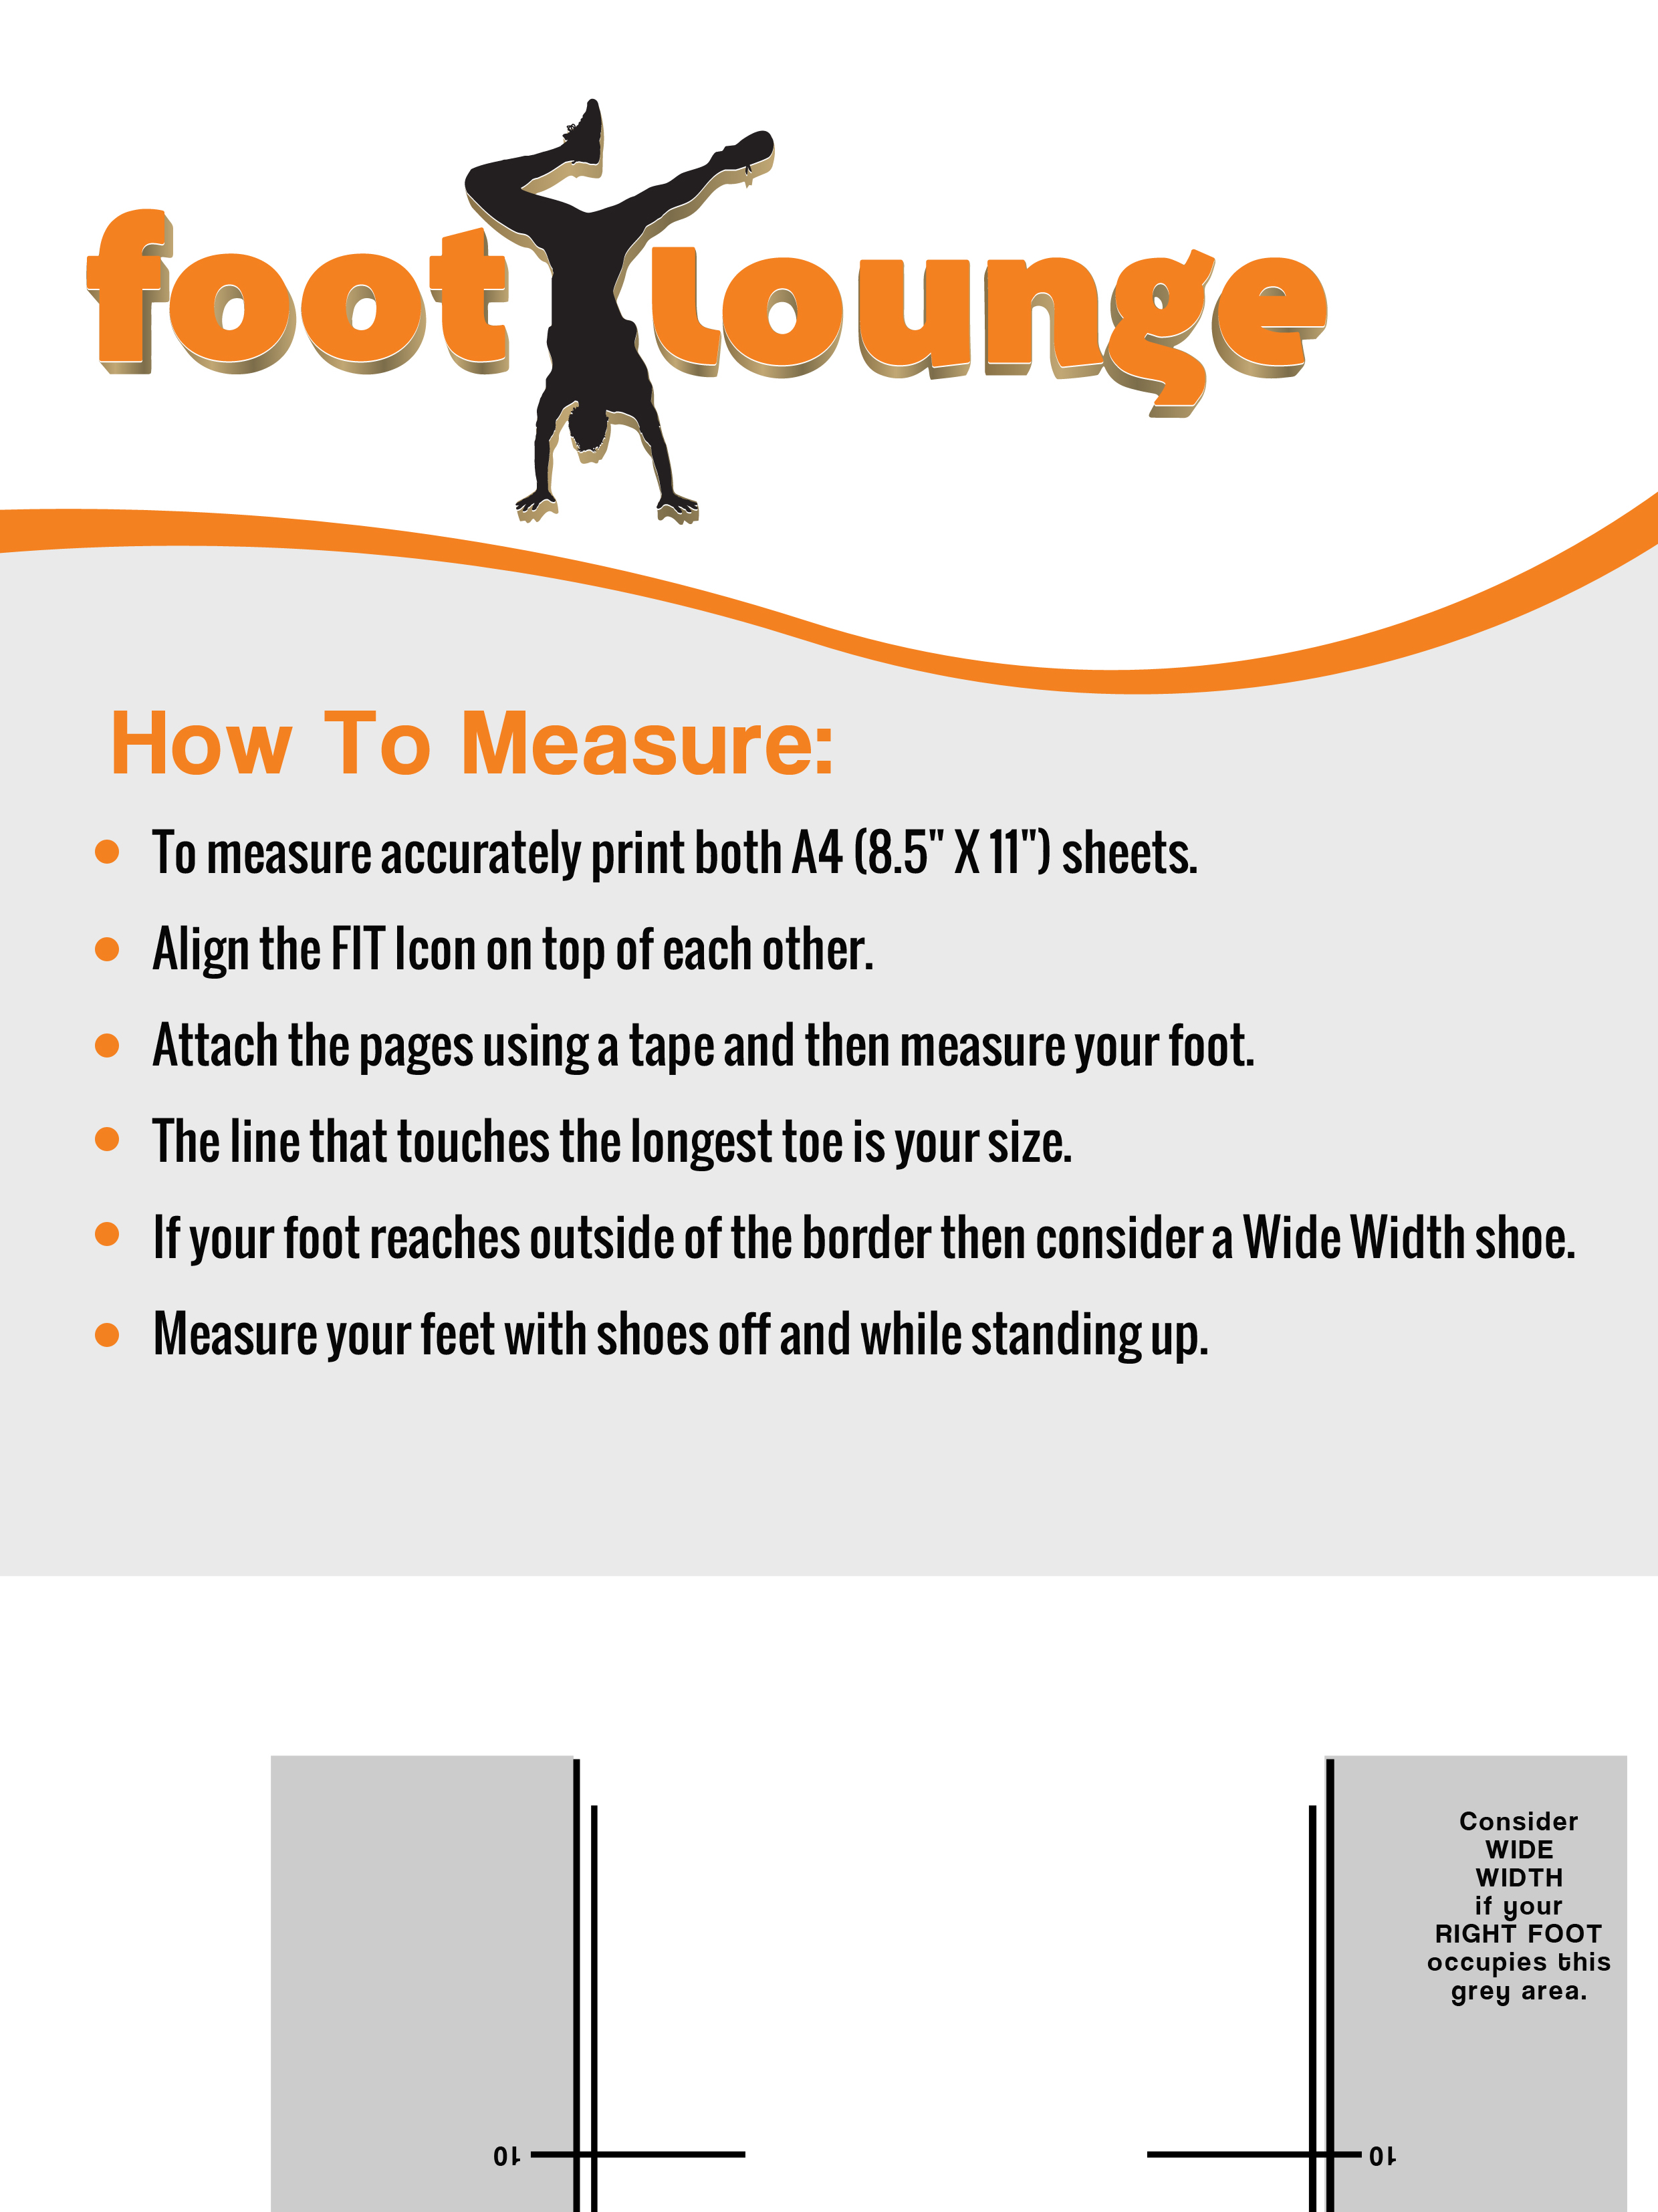 foot lounge
How To Measure:
• To measure accurately print both A4 (8.5" X 11") sheets.
• Align the FIT Icon on top of each other.
• Attach the pages using a tape and then measure your foot.
• The line that touches the longest toe is your size.
• If your foot reaches outside of the border then consider a Wide Width shoe.
• Measure your feet with shoes off and while standing up.
Consider
WIDE
WIDTH
if your
RIGHT FOOT
occupies this
grey area.
10
10